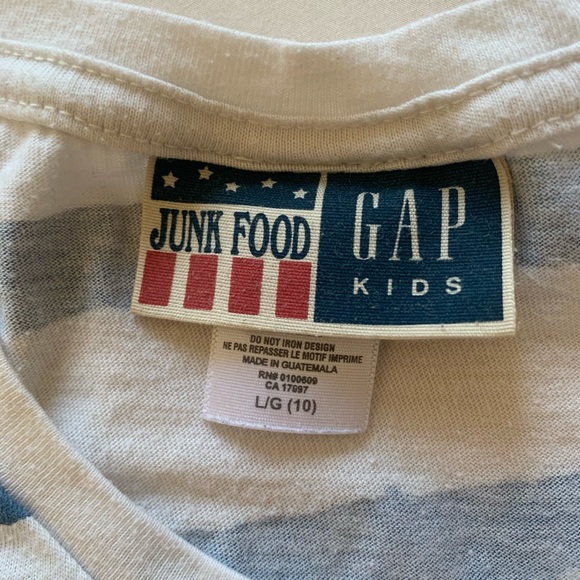 JUNK FOOD
GAP
KIDS
DO NOT IRON DESIGN
NE PAS REPASSER LE MOTIF IMPRIME
MADE IN GUATEMALA
RN# 0100609
CA 17997
L/G (10)